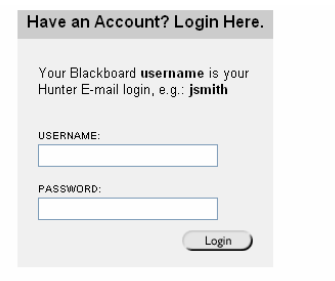 Have an Account? Login Here.
Your Blackboard username is your
Hunter E-mail login, e.g.: jsmith
USERNAME:
PASSWORD:
Login